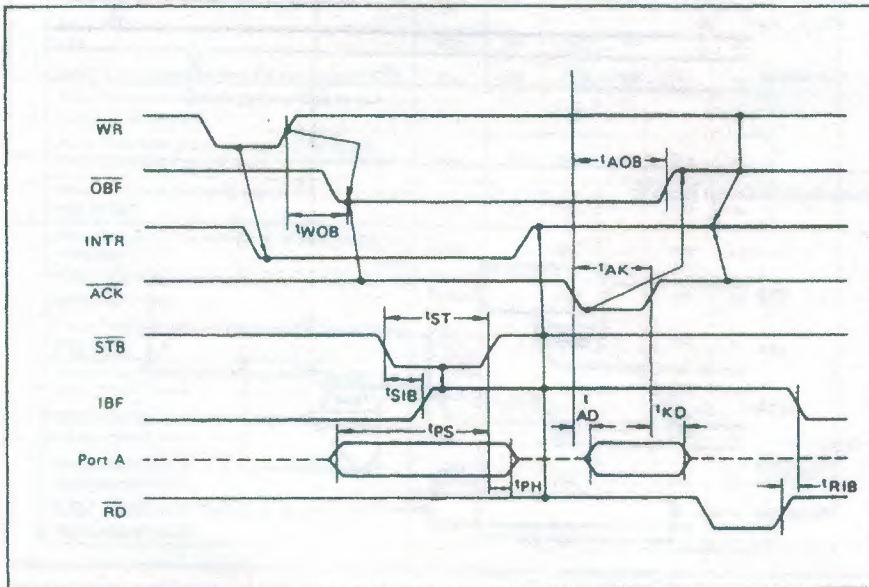 WR
tAOB
OBF
tWOB
INTR
tAK
ACK
tST
STB
tSIB
IBF
tAD
tKD
tPS
Port A
tPH
tRIB
RD